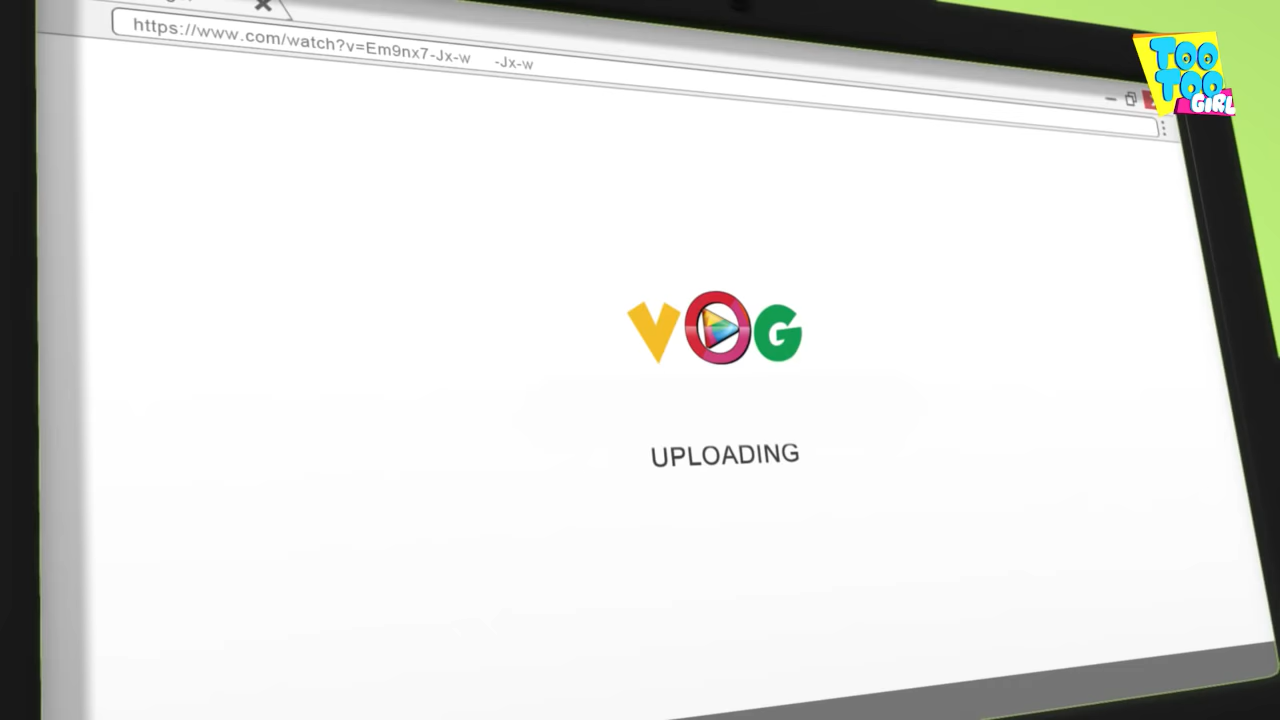 https://www.com/watch?v=Em9nx7-Jx-w -Jx-w
TOO
TOO
GIRL
VOG
UPLOADING